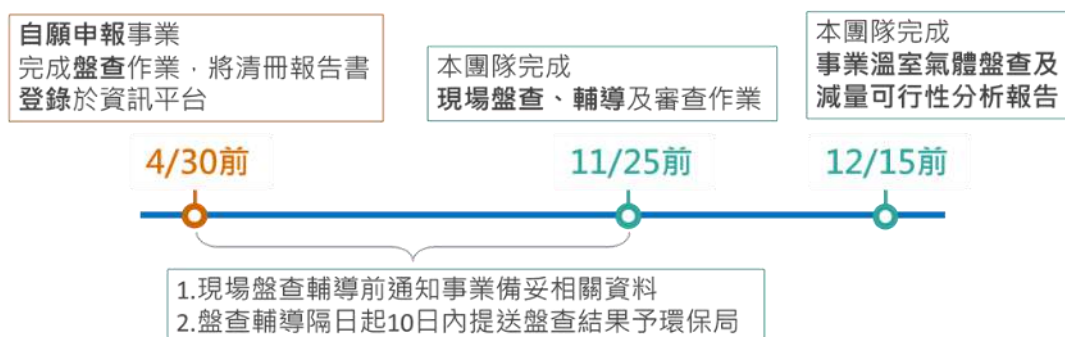 自願申報事業
完成盤查作業，將清冊報告書
登錄於資訊平台
本團隊完成
現場盤查、輔導及審查作業
本團隊完成
事業溫室氣體盤查及
減量可行性分析報告
4/30前
11/25前
12/15前
1.現場盤查輔導前通知事業備妥相關資料
2.盤查輔導隔日起10日內提送盤查結果予環保局